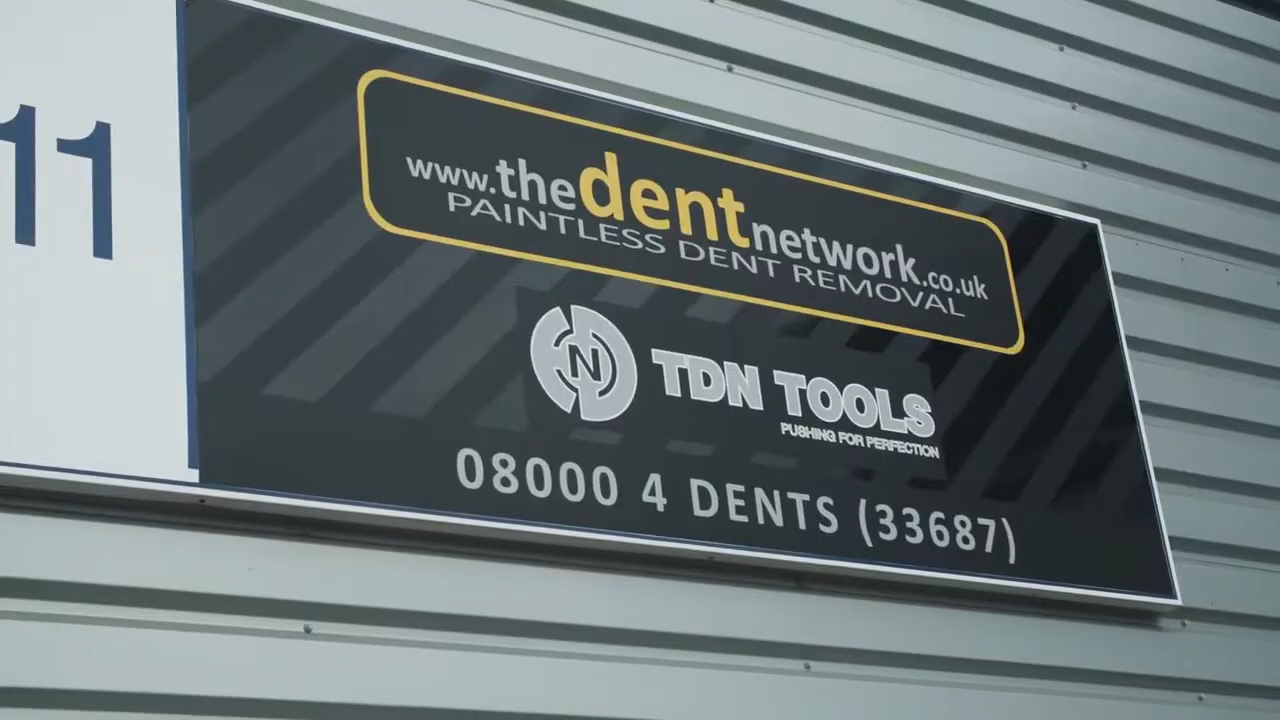 11
www.thedentnetwork.co.uk
PAINTLESS DENT REMOVAL
N
TDN TOOLS
PUSHING FOR PERFECTION
08000 4 DENTS (33687)